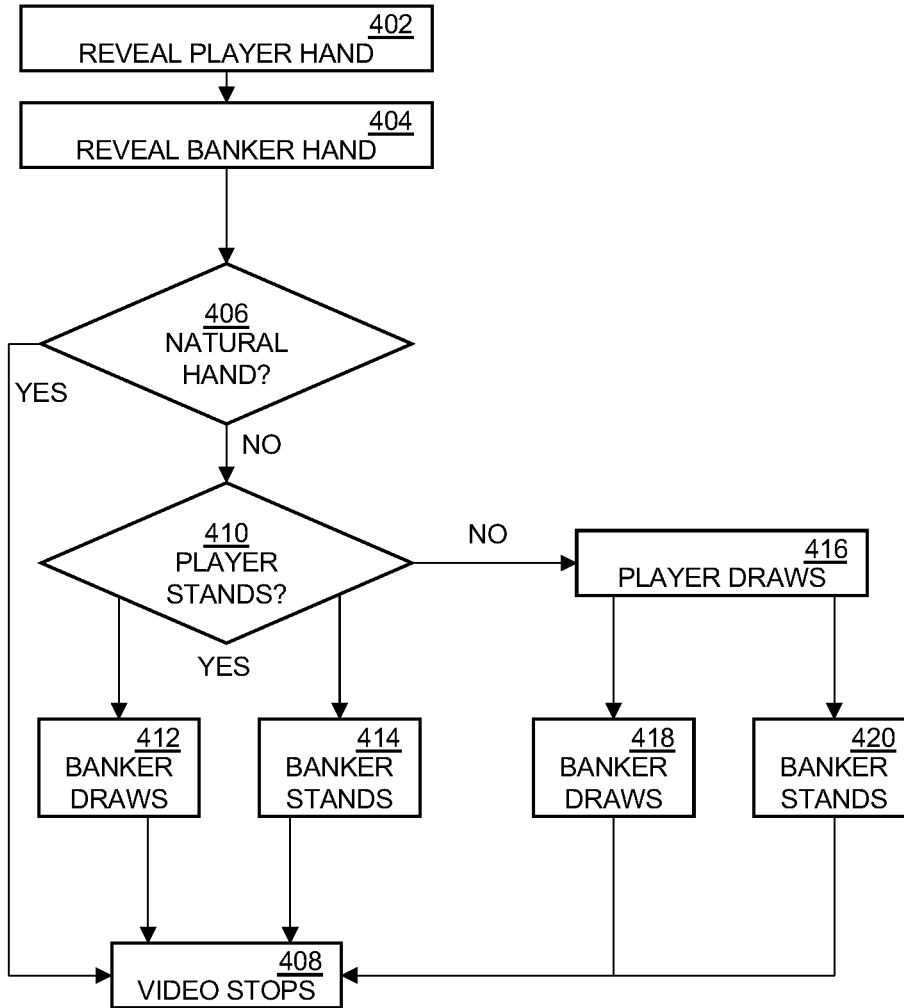 402
REVEAL PLAYER HAND
404
REVEAL BANKER HAND
406
NATURAL
HAND?
YES
NO
410
PLAYER
STANDS?
NO
416
PLAYER DRAWS
YES
412
BANKER
DRAWS
414
BANKER
STANDS
418
BANKER
DRAWS
420
BANKER
STANDS
408
VIDEO STOPS